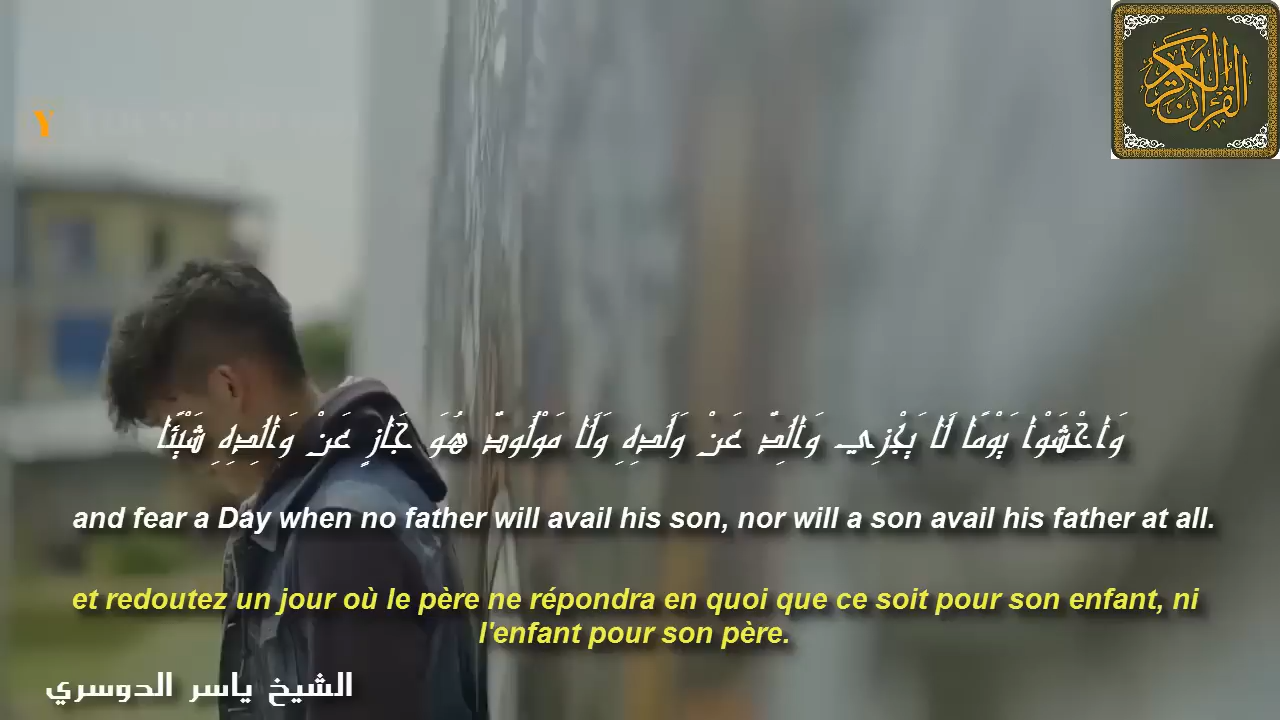 القرآن الكريم
وَاخْشَوْا يَوْمًا لَا يَجْزِي وَالِدٌ عَنْ وَلَدِهِ وَلَا مَوْلُودٌ هُوَ جَازٍ عَنْ وَالِدِهِ شَيْئًا
and fear a Day when no father will avail his son, nor will a son avail his father at all.
et redoutez un jour où le père ne répondra en quoi que ce soit pour son enfant, ni
l'enfant pour son père.
الشيخ ياسر الدوسري